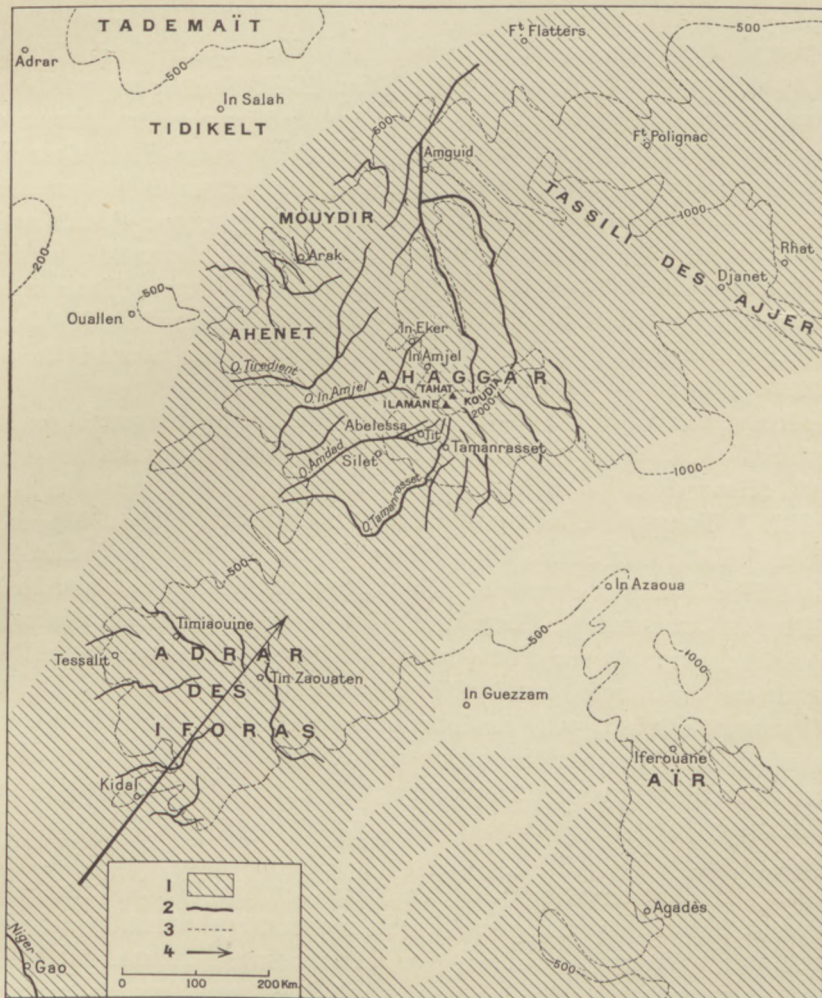 TADEMAÏT
Ft Flatters
500
Adrar
500
In Salah
TIDIKELT
500
Ft Polignac
Amguid
TASSILI
DES
AJJER
MOUYDIR
1000
Rhat
200
Arak
Djanet
500
Ouallen
AHENET
In Eker
In Amjel
O. Tiredjent
AHAGGAR
TAHAT
O. In Amjel
ILAMANE
KOUDIA
2000
Abelessa
Tit
Tamanrasset
O. Amded
Silet
1000
O. Tamanrasset
500
In Azaoua
Timiaouine
500
1000
Tessalit
ADRAR
DES
IFORAS
Tin Zaouaten
In Guezzam
Iferouane
AÏR
Kidal
1
2
3
4
Agadès
Niger
Gao
0 100 200 Km.
500